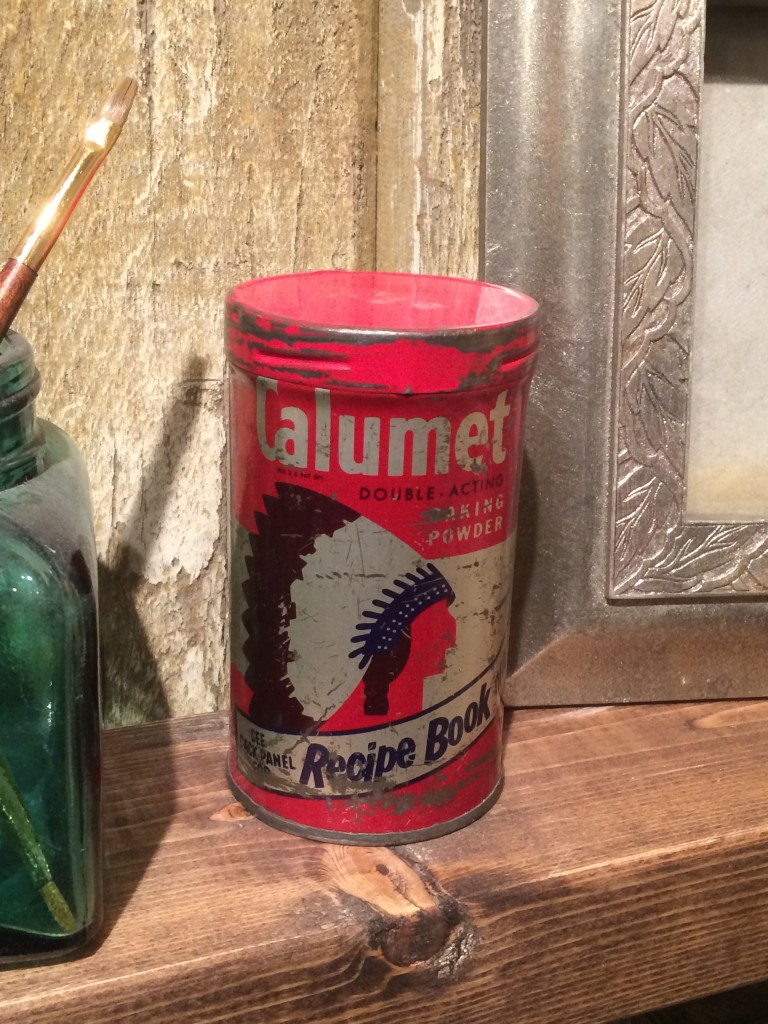 Calumet
DOUBLE-ACTING
BAKING
POWDER
SEE
BACK PANEL
Recipe Book